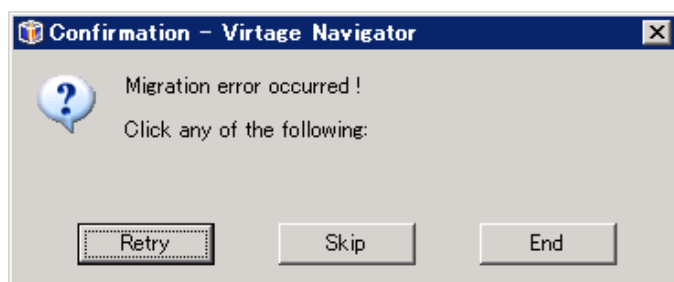 Confirmation - Virtage Navigator
Migration error occurred !
Click any of the following:
Retry Skip End